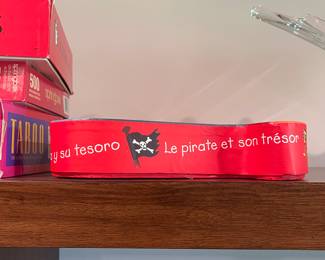 500
TABOO
a y su tesoro
Le pirate et son trésor